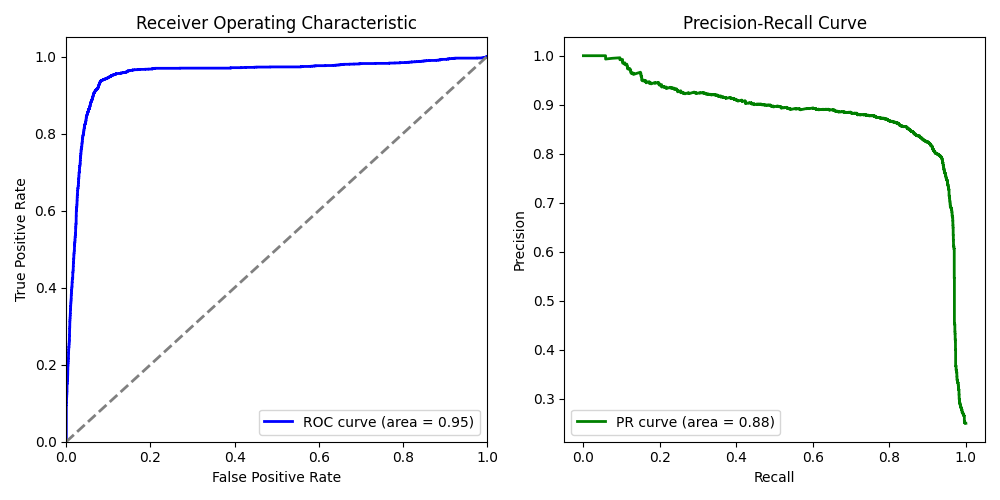 Receiver Operating Characteristic
1.0
0.8
0.6
0.4
0.2
0.0
True Positive Rate
0.0 0.2 0.4 0.6 0.8 1.0
False Positive Rate
ROC curve (area = 0.95)
Precision-Recall Curve
1.0
0.9
0.8
0.7
0.6
0.5
0.4
0.3
Precision
0.0 0.2 0.4 0.6 0.8 1.0
Recall
PR curve (area = 0.88)